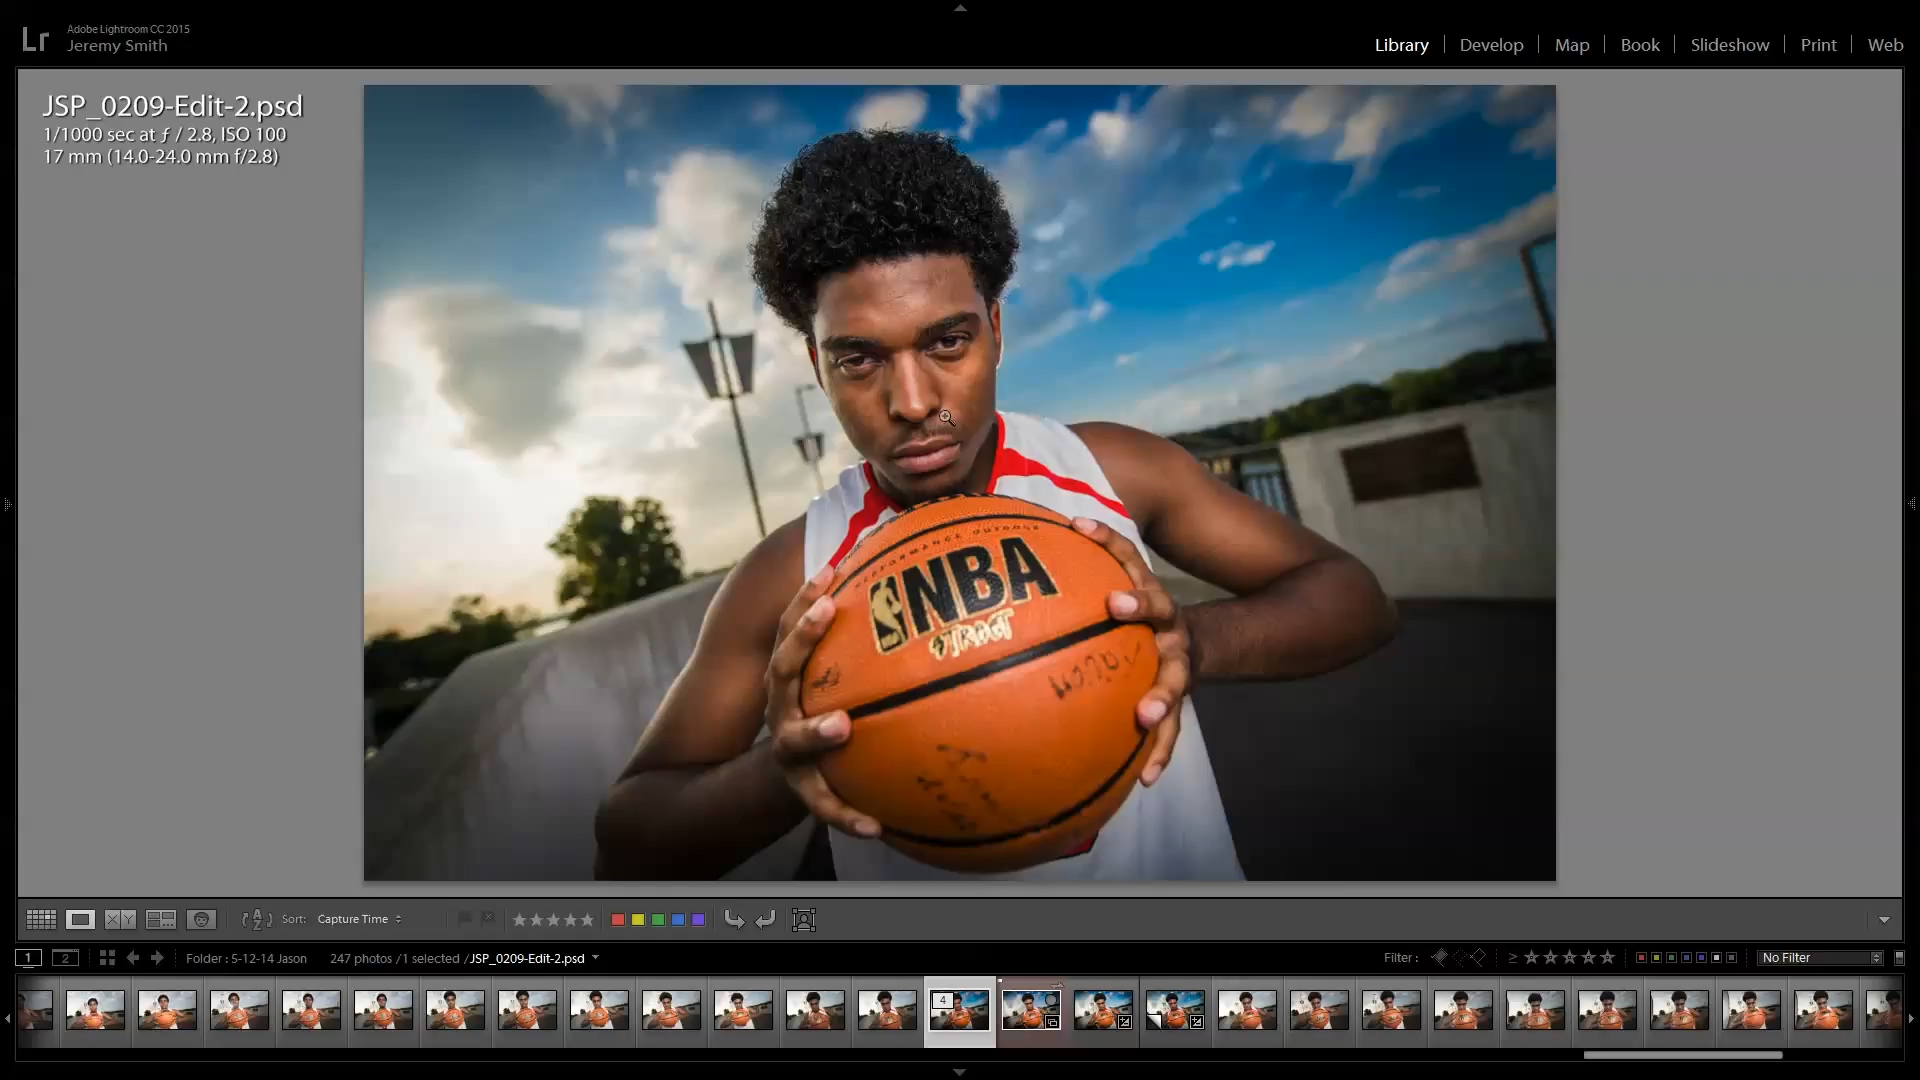 Adobe Lightroom CC 2015
Jeremy Smith
Library
Develop
Map
Book
Slideshow
Print
Web
JSP_0209-Edit-2.psd
1/1000 sec at ƒ / 2.8, ISO 100
17 mm (14.0-24.0 mm f/2.8)
PERFORMANCE OUTDOOR
NBA
STREET
Sort: Capture Time
1 2 Folder : 5-12-14 Jason 247 photos / 1 selected / JSP_0209-Edit-2.psd
Filter : ≥ No Filter
4